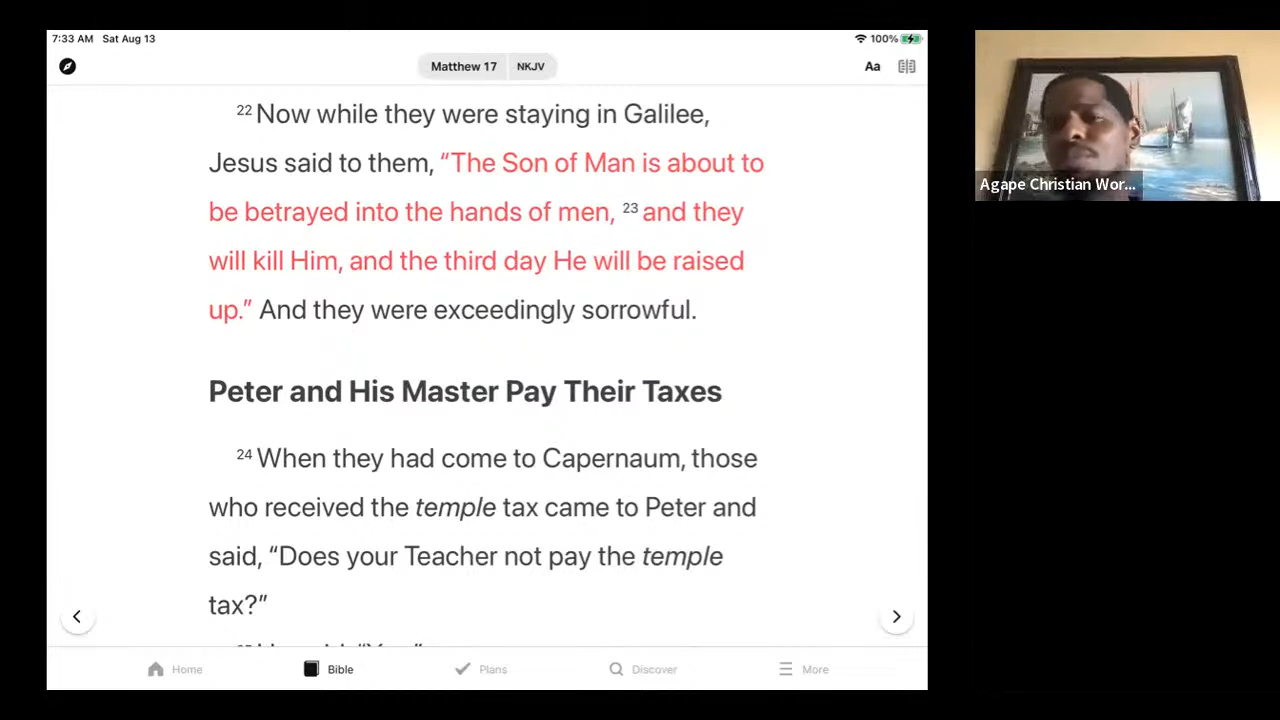 7:33 AM Sat Aug 13
100%
Matthew 17 NKJV
Aa
22 Now while they were staying in Galilee,
Jesus said to them, “The Son of Man is about to
be betrayed into the hands of men, 23 and they
will kill Him, and the third day He will be raised
up.” And they were exceedingly sorrowful.
Peter and His Master Pay Their Taxes
24 When they had come to Capernaum, those
who received the temple tax came to Peter and
said, “Does your Teacher not pay the temple
tax?”
Home
Bible
Plans
Discover
More
Agape Christian Wor...